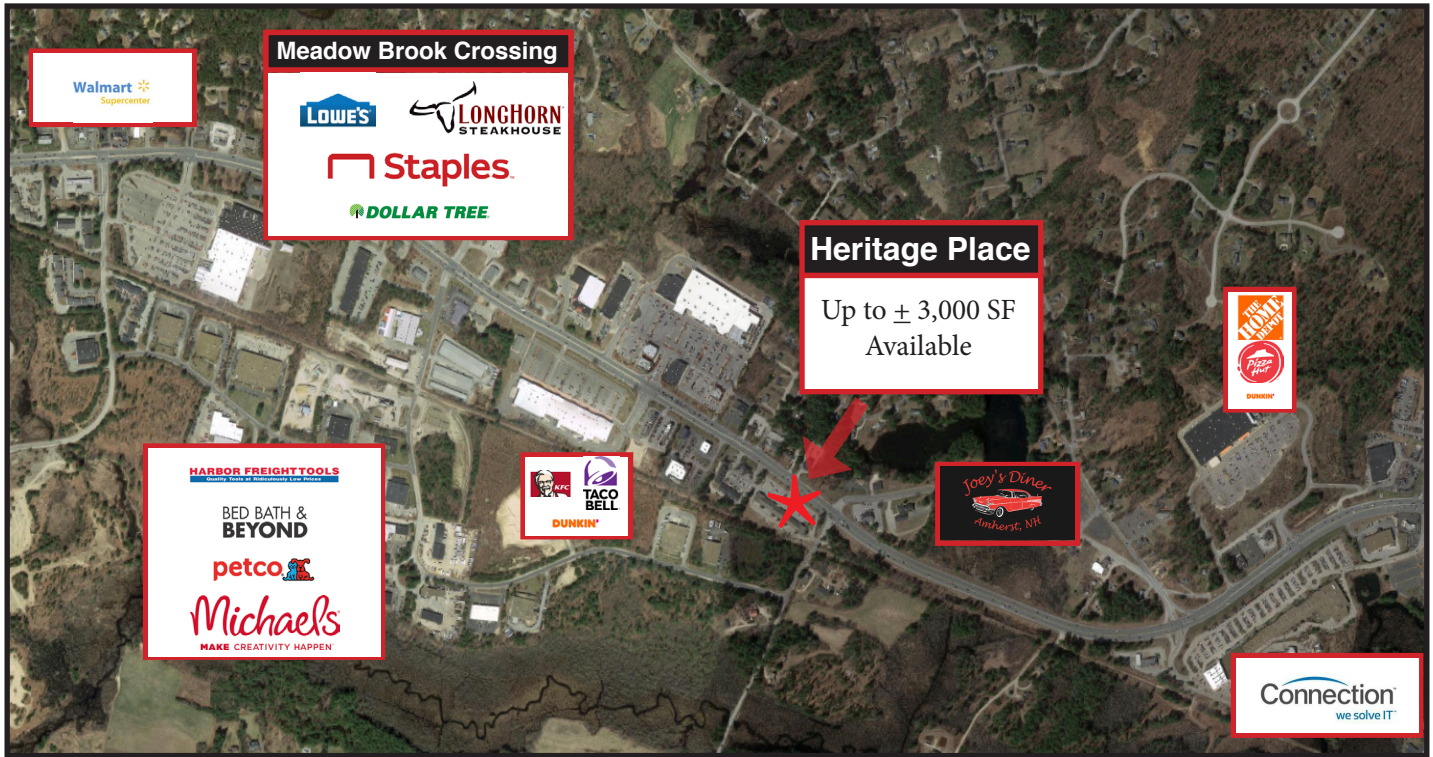 Walmart
Supercenter
Meadow Brook Crossing
LOWE'S
LONGHORN
STEAKHOUSE
Staples
DOLLAR TREE
Heritage Place
Up to ± 3,000 SF
Available
THE
HOME
DEPOT
Pizza
Hut
DUNKIN'
HARBOR FREIGHT TOOLS
Quality Tools at Ridiculously Low Prices
BED BATH &
BEYOND
petco
Michaels
MAKE CREATIVITY HAPPEN
KFC
TACO
BELL
DUNKIN'
Joey's Diner
Amherst, NH
Connection
we solve IT™